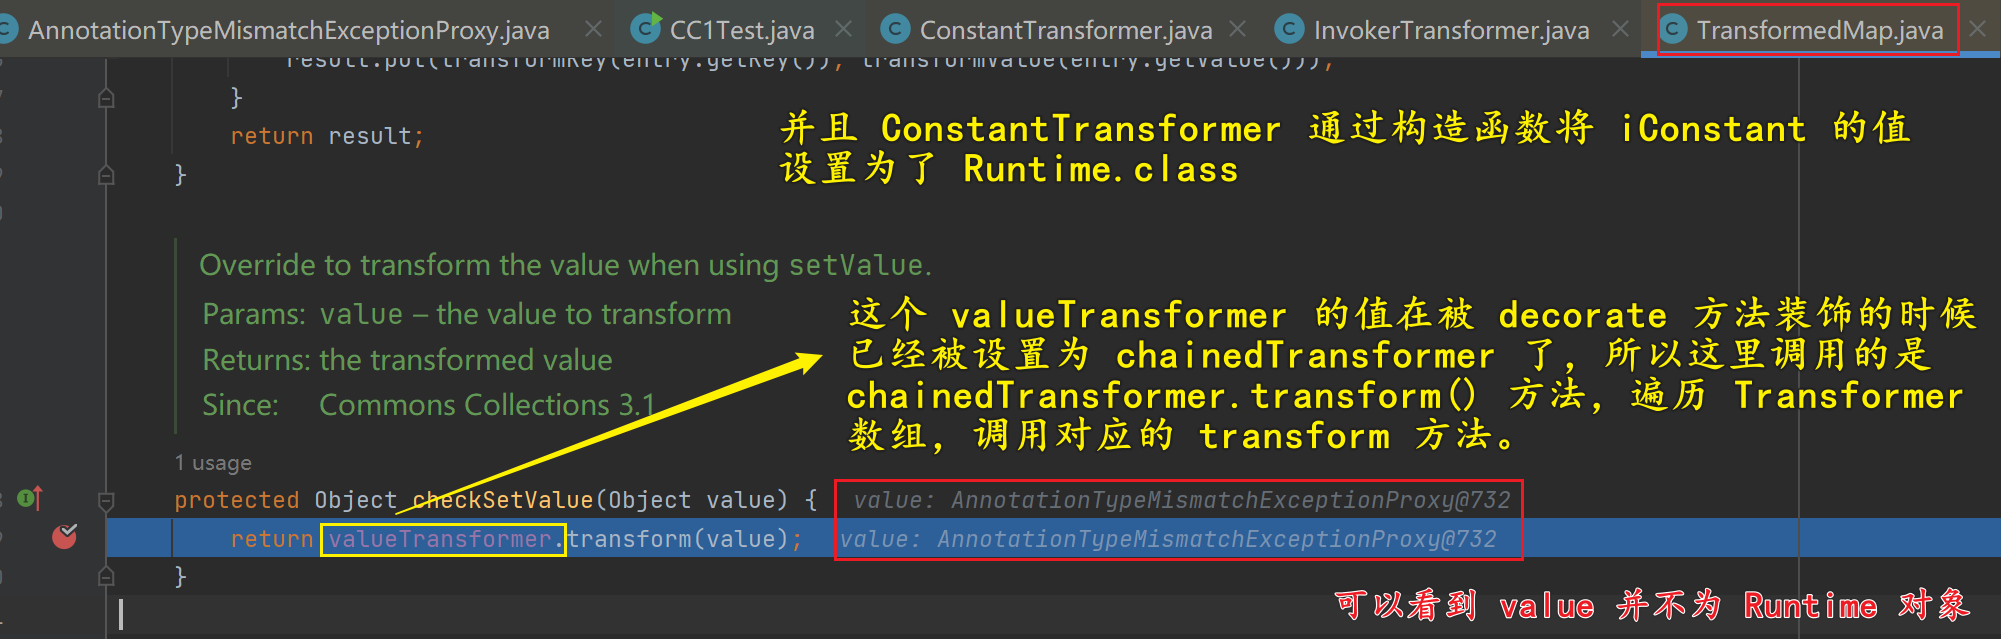 AnnotationTypeMismatchExceptionProxy.java CC1Test.java ConstantTransformer.java InvokerTransformer.java TransformedMap.java
result.put(transformKey(entry.getKey()), transformValue(entry.getValue()));
}
return result;
}
并且 ConstantTransformer 通过构造函数将 iConstant 的值
设置为了 Runtime.class
Override to transform the value when using setValue.
Params: value – the value to transform
Returns: the transformed value
Since: Commons Collections 3.1
这个 valueTransformer 的值在被 decorate 方法装饰的时候
已经被设置为 chainedTransformer 了，所以这里调用的是
chainedTransformer.transform() 方法，遍历 Transformer
数组，调用对应的 transform 方法。
1 usage
protected Object checkSetValue(Object value) { value: AnnotationTypeMismatchExceptionProxy@732
return valueTransformer.transform(value); value: AnnotationTypeMismatchExceptionProxy@732
}
可以看到 value 并不为 Runtime 对象